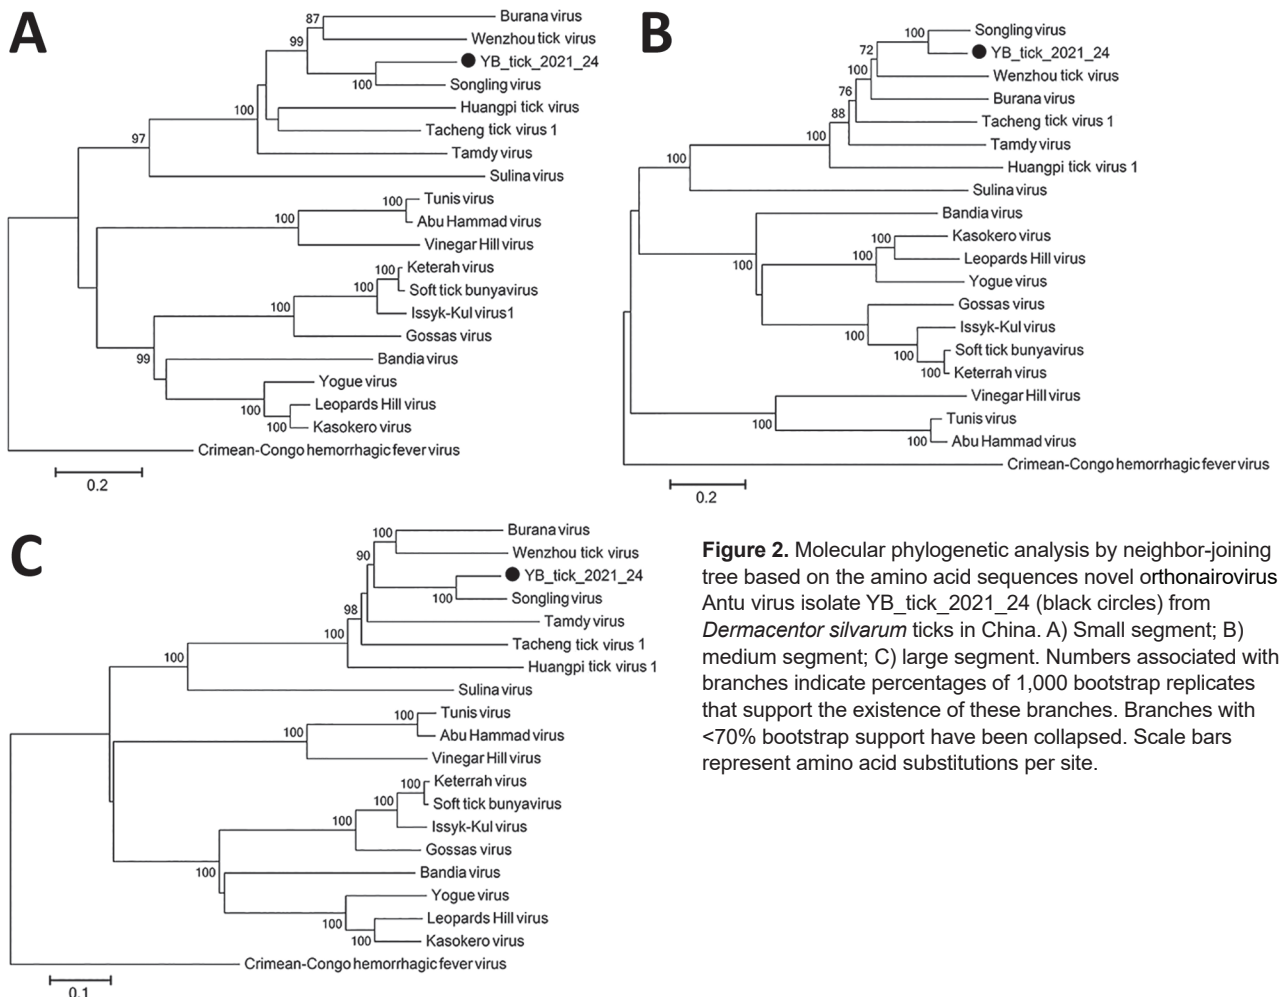 A
87
Burana virus
99
Wenzhou tick virus
YB_tick_2021_24
100
Songling virus
100
Huangpi tick virus
Tacheng tick virus 1
97
Tamdy virus
Sulina virus
100
Tunis virus
Abu Hammad virus
100
Vinegar Hill virus
100
Keterah virus
100
Soft tick bunyavirus
100
Issyk-Kul virus1
Gossas virus
99
Bandia virus
Yogue virus
100
Leopards Hill virus
100
Kasokero virus
Crimean-Congo hemorrhagic fever virus
0.2
B
100
Songling virus
72
YB_tick_2021_24
100
Wenzhou tick virus
76
Burana virus
88
Tacheng tick virus 1
100
Tamdy virus
100
Huangpi tick virus 1
Sulina virus
Bandia virus
100
Kasokero virus
100
100
Leopards Hill virus
Yogue virus
Gossas virus
100
Issyk-Kul virus
100
Soft tick bunyavirus
100
Keterrah virus
Vinegar Hill virus
100
Tunis virus
100
Abu Hammad virus
Crimean-Congo hemorrhagic fever virus
0.2
C
100
Burana virus
90
Wenzhou tick virus
YB_tick_2021_24
100
Songling virus
98
Tamdy virus
100
Tacheng tick virus 1
100
Huangpi tick virus 1
Sulina virus
100
Tunis virus
100
Abu Hammad virus
Vinegar Hill virus
100
Keterrah virus
100
Soft tick bunyavirus
100
Issyk-Kul virus
Gossas virus
100
Bandia virus
Yogue virus
100
Leopards Hill virus
100
Kasokero virus
Crimean-Congo hemorrhagic fever virus
0.1
Figure 2. Molecular phylogenetic analysis by neighbor-joining
tree based on the amino acid sequences novel orthonairovirus
Antu virus isolate YB_tick_2021_24 (black circles) from
Dermacentor silvarum ticks in China. A) Small segment; B)
medium segment; C) large segment. Numbers associated with
branches indicate percentages of 1,000 bootstrap replicates
that support the existence of these branches. Branches with
<70% bootstrap support have been collapsed. Scale bars
represent amino acid substitutions per site.